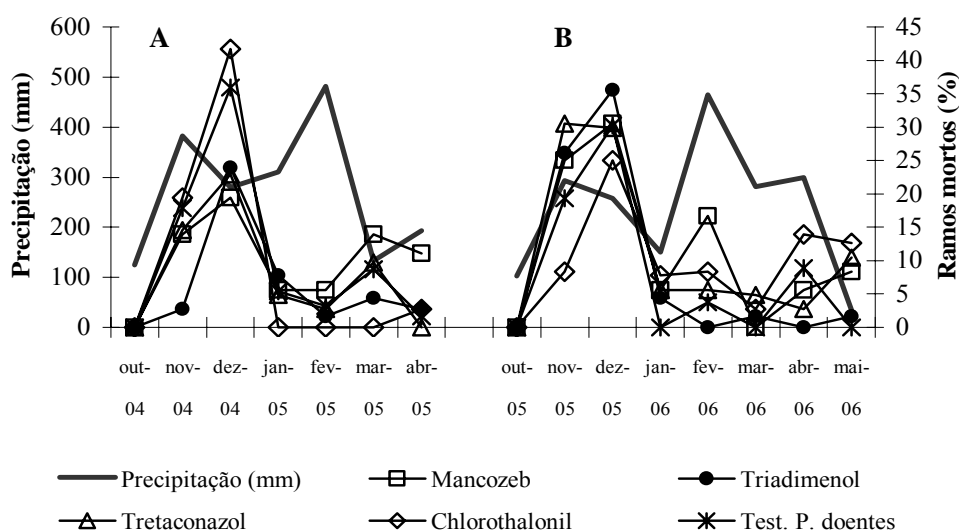 A B
600 45
500 40
400 35
300 30
200 25
100 20
0 15
10
5
0
Precipitação (mm)
Ramos mortos (%)
out- nov- dez- jan- fev- mar- abr- out- nov- dez- jan- fev- mar- abr- mai-
04 04 04 05 05 05 05 05 05 05 06 06 06 06 06
Precipitação (mm) Mancozeb Triadimenol
Tretaconazol Chlorothalonil Test. P. doentes